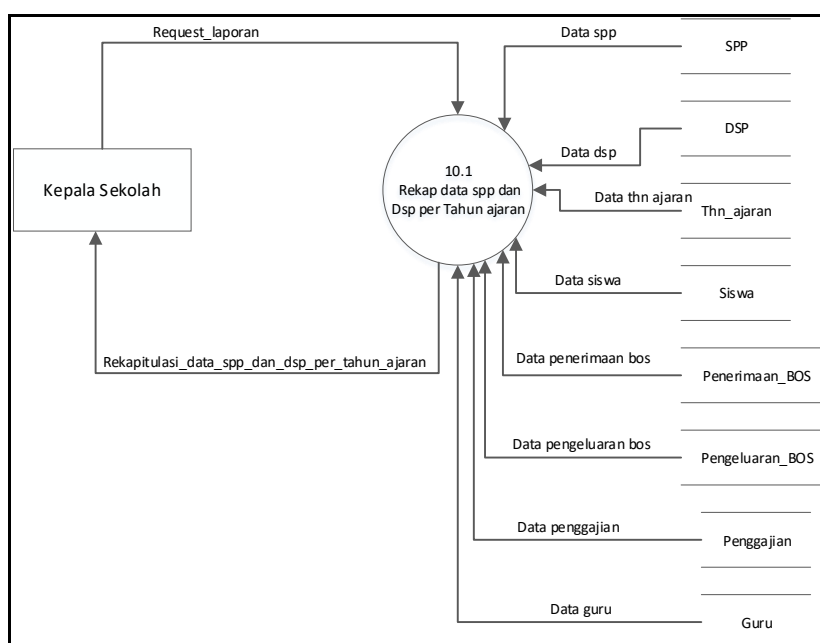 Request_laporan
Data spp
SPP
DSP
Data dsp
10.1
Rekap data spp dan
Dsp per Tahun ajaran
Kepala Sekolah
Data thn ajaran
Thn_ajaran
Data siswa
Siswa
Rekapitulasi_data_spp_dan_dsp_per_tahun_ajaran
Data penerimaan bos
Penerimaan_BOS
Data pengeluaran bos
Pengeluaran_BOS
Data penggajian
Penggajian
Data guru
Guru